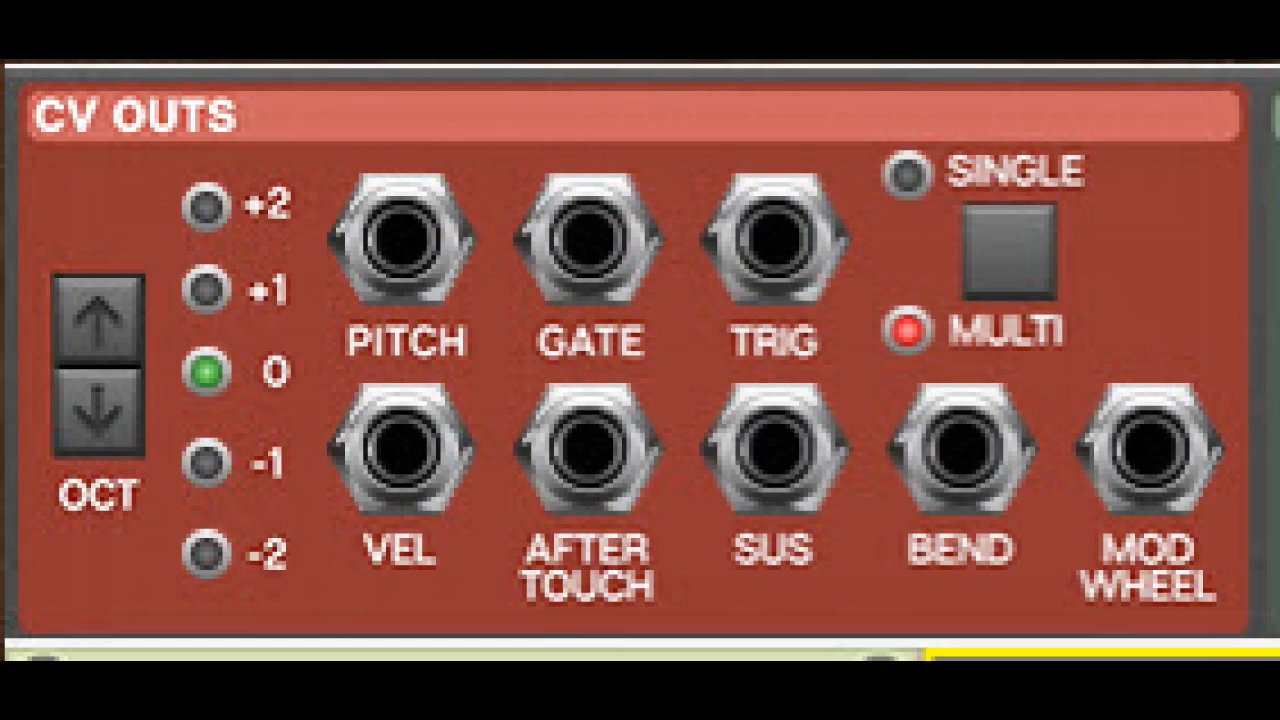 CV OUTS
SINGLE
+2
+1
PITCH
GATE
TRIG
MULTI
0
-1
OCT
-2
VEL
AFTER
TOUCH
SUS
BEND
MOD
WHEEL